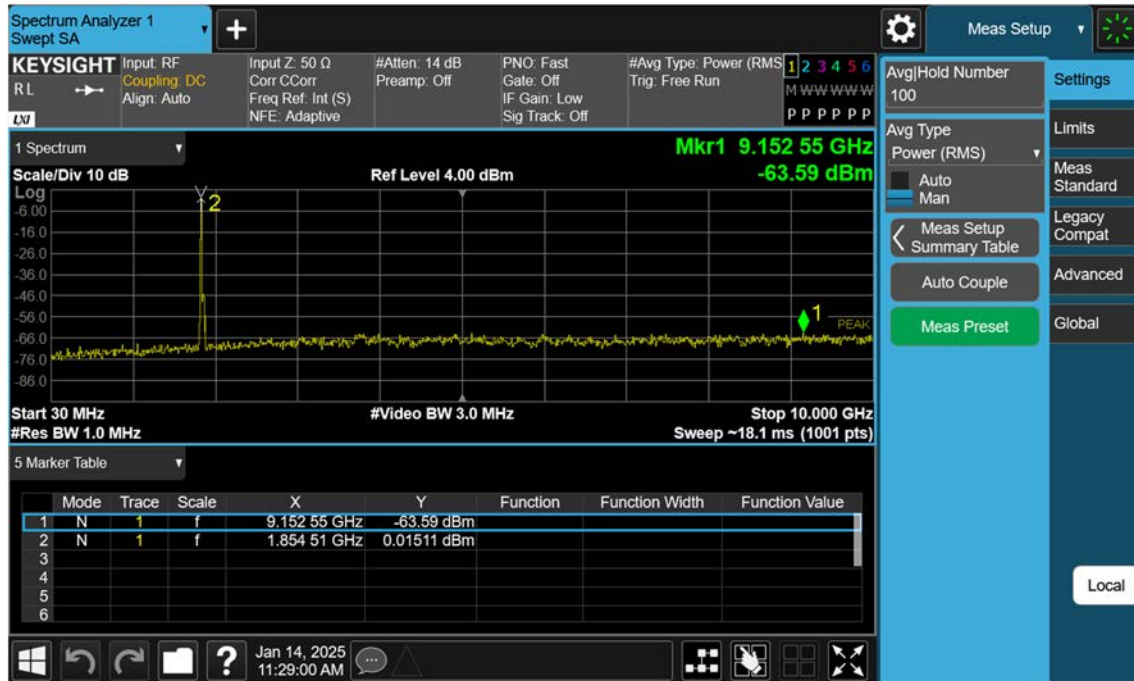 Spectrum Analyzer 1
Swept SA
+
Meas Setup
KEYSIGHT
RL
LXI
Input: RF
Coupling: DC
Align: Auto
Input Z: 50 Ω
Corr CCorr
Freq Ref: Int (S)
NFE: Adaptive
#Atten: 14 dB
Preamp: Off
PNO: Fast
Gate: Off
IF Gain: Low
Sig Track: Off
#Avg Type: Power (RMS
Trig: Free Run
1 2 3 4 5 6
M W W W W W
P P P P P P
1 Spectrum
Mkr1 9.152 55 GHz
-63.59 dBm
Scale/Div 10 dB
Ref Level 4.00 dBm
Log
-6.00
-16.0
-26.0
-36.0
-46.0
-56.0
-66.0
-76.0
-86.0
2
1
PEAK
Start 30 MHz
#Video BW 3.0 MHz
Stop 10.000 GHz
#Res BW 1.0 MHz
Sweep ~18.1 ms (1001 pts)
5 Marker Table
Mode Trace Scale X Y Function Function Width Function Value
1 N 1 f 9.152 55 GHz -63.59 dBm
2 N 1 f 1.854 51 GHz 0.01511 dBm
3
4
5
6
?
Jan 14, 2025
11:29:00 AM
Avg|Hold Number
100
Avg Type
Power (RMS)
Auto
Man
Meas Setup
Summary Table
Auto Couple
Meas Preset
Settings
Limits
Meas
Standard
Legacy
Compat
Advanced
Global
Local